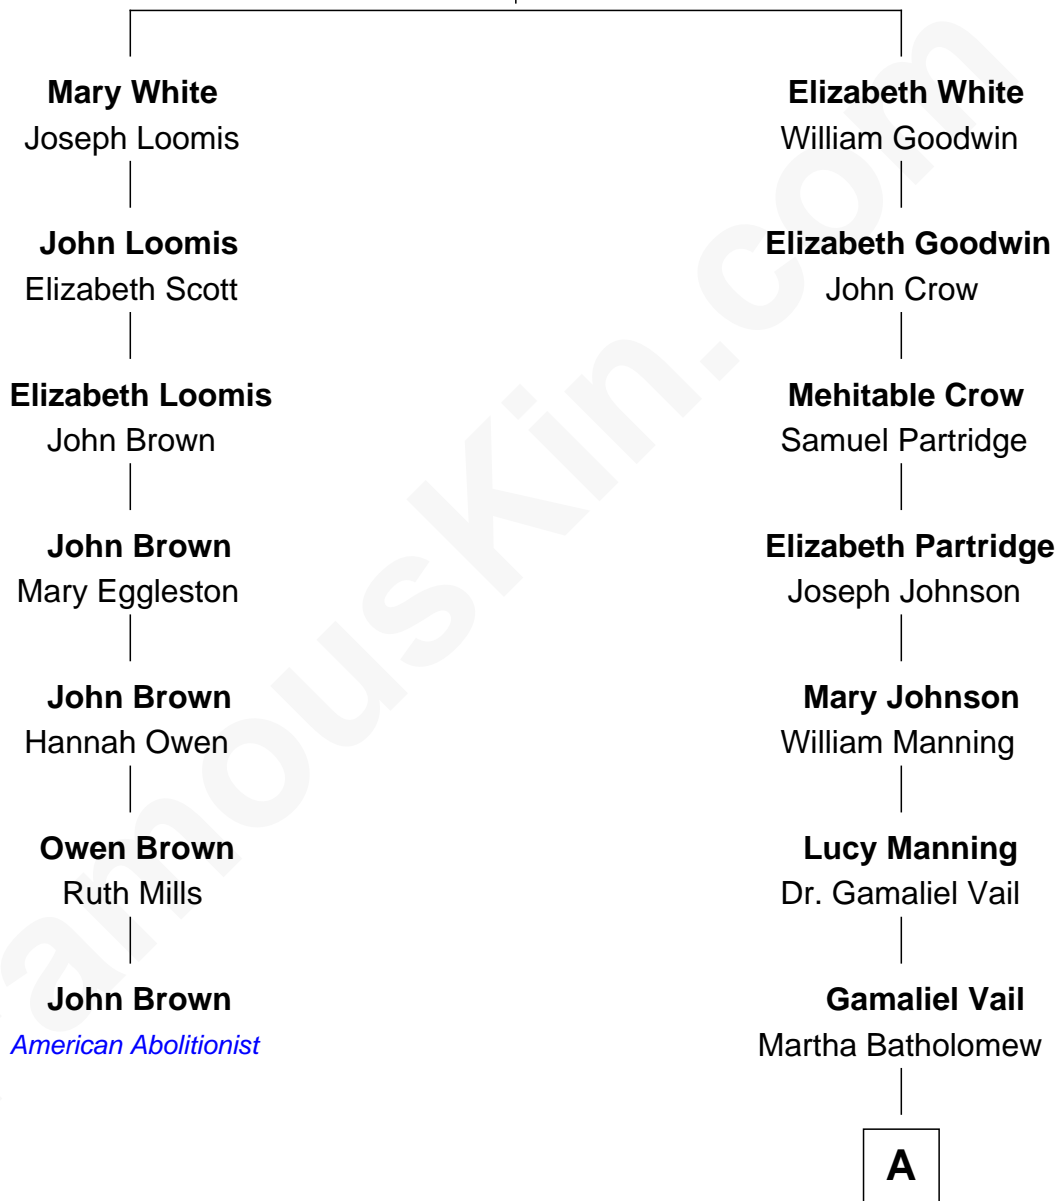 Mary White
Joseph Loomis
John Loomis
Elizabeth Scott
Elizabeth Loomis
John Brown
John Brown
Mary Eggleston
John Brown
Hannah Owen
Owen Brown
Ruth Mills
John Brown
American Abolitionist
Elizabeth White
William Goodwin
Elizabeth Goodwin
John Crow
Mehitable Crow
Samuel Partridge
Elizabeth Partridge
Joseph Johnson
Mary Johnson
William Manning
Lucy Manning
Dr. Gamaliel Vail
Gamaliel Vail
Martha Batholomew
A
amouskin.com